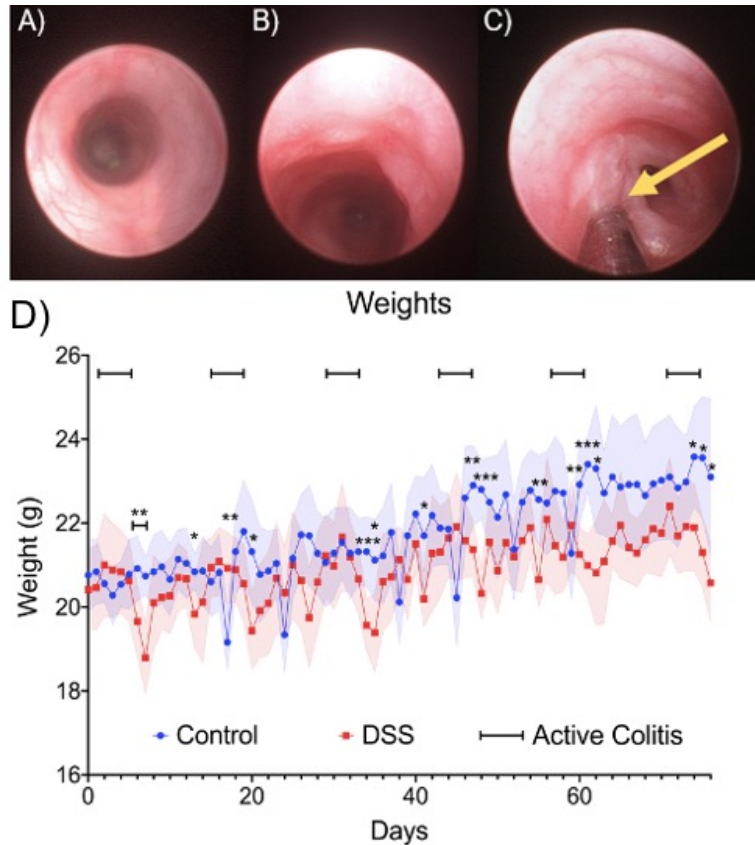 A)
B)
C)
D)
Weights
26
24
22
20
18
16
Weight (g)
** * ** * *** * * ** *** ** ** *** * * * *
Control
DSS
Active Colitis
0
20
40
60
Days